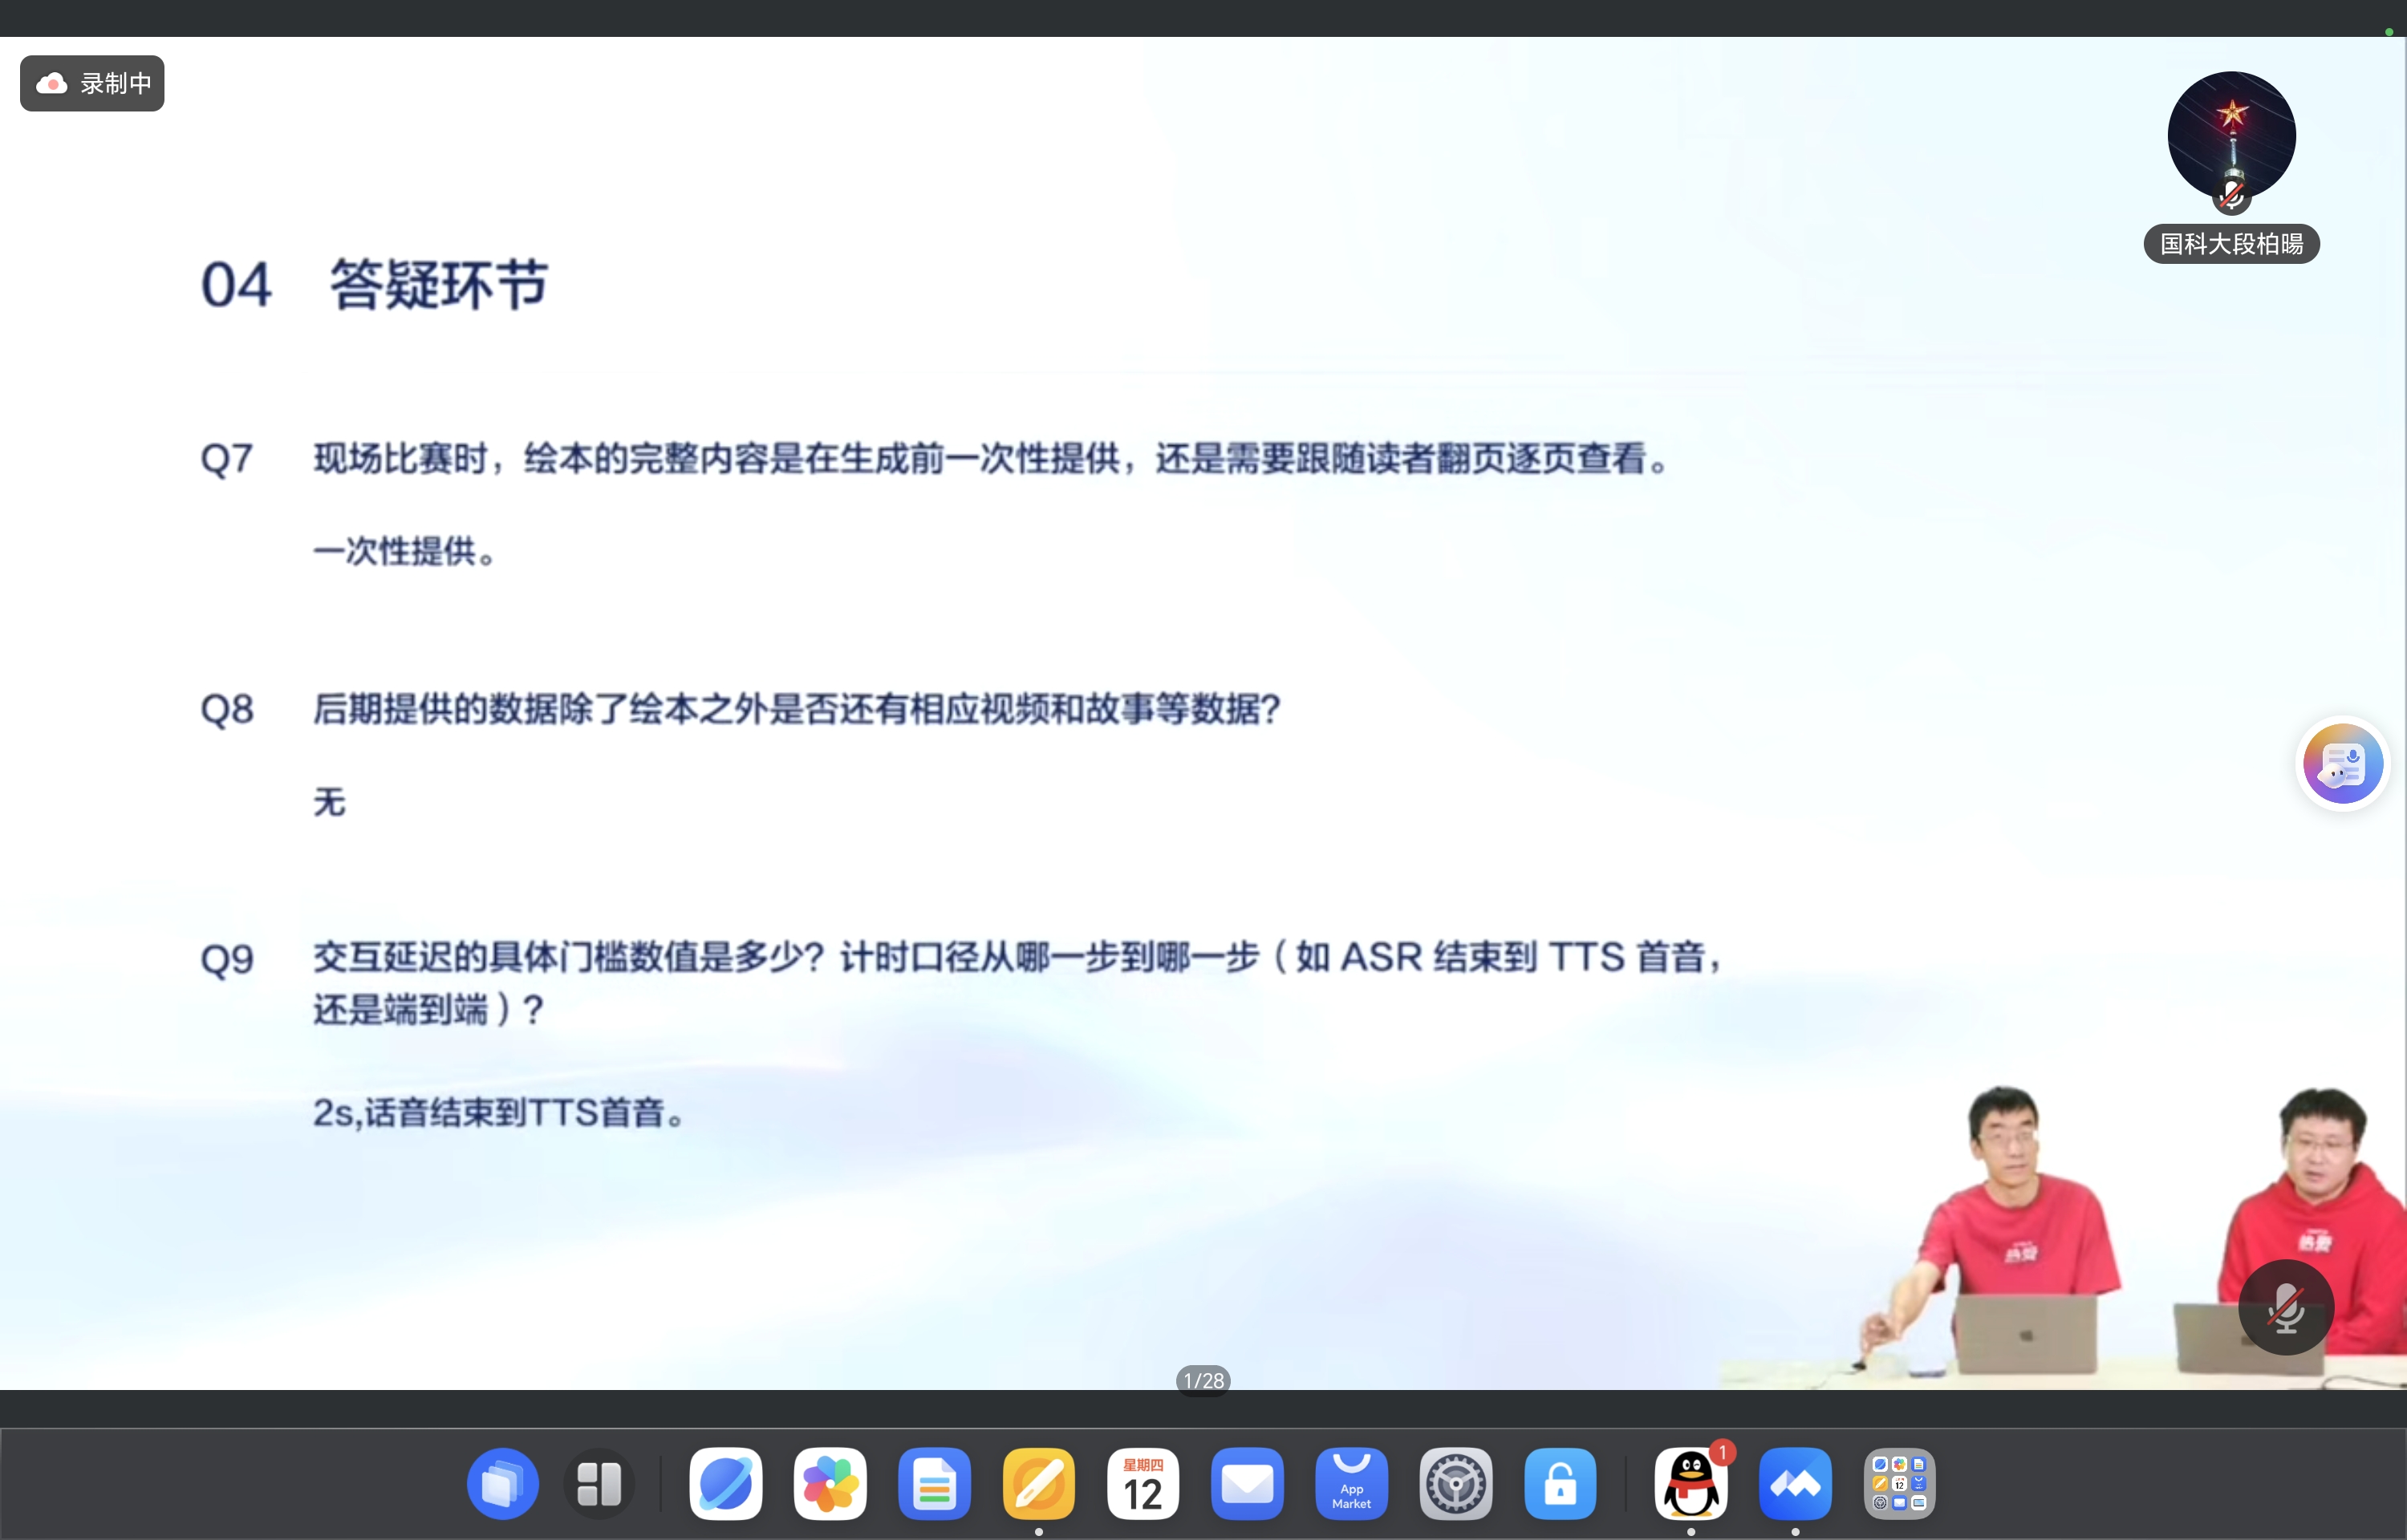 录制中
国科大段柏暘
04 答疑环节
Q7 现场比赛时，绘本的完整内容是在生成前一次性提供，还是需要跟随读者翻页逐页查看。
一次性提供。
Q8 后期提供的数据除了绘本之外是否还有相应视频和故事等数据？
无
Q9 交互延迟的具体门槛数值是多少？计时口径从哪一步到哪一步（如 ASR 结束到 TTS 首音，
还是端到端）？
2s,话音结束到TTS首音。
热爱
热爱
1/28
星期四
12
App
Market
1
12